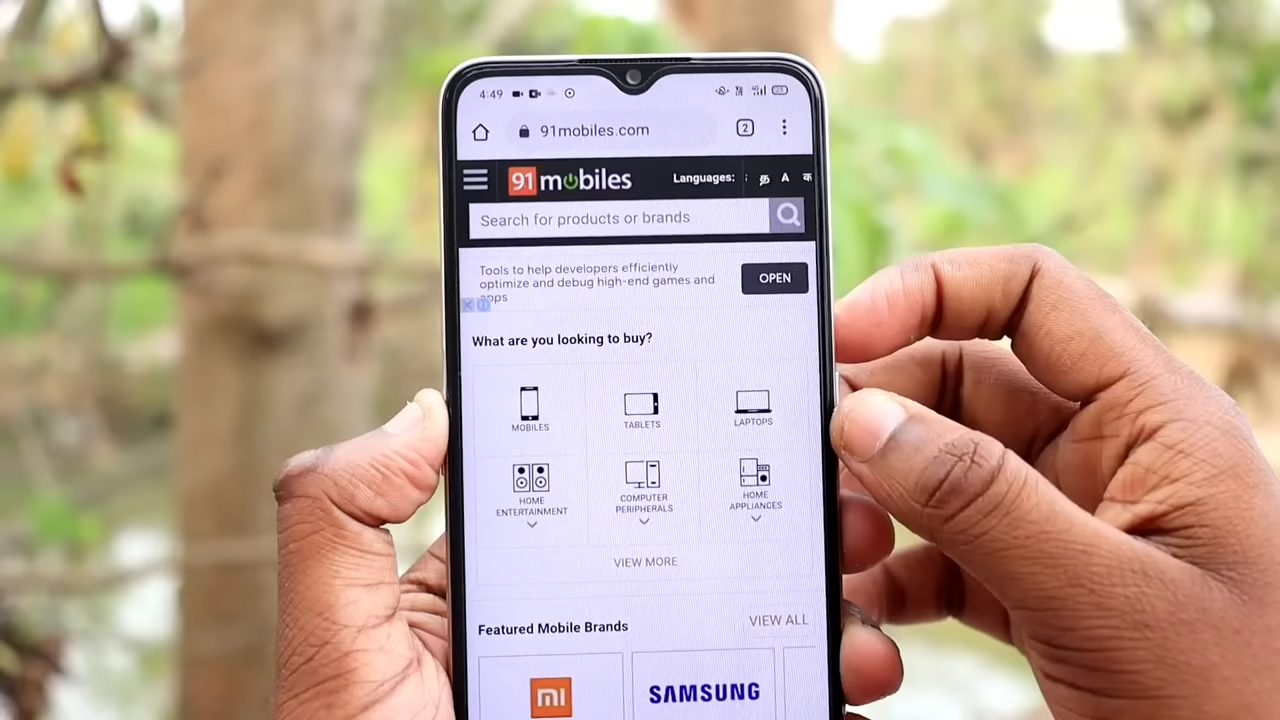 4:49
91mobiles.com
2
91mobiles
Languages: த A क
Search for products or brands
Tools to help developers efficiently
optimize and debug high-end games and
apps
OPEN
What are you looking to buy?
MOBILES
TABLETS
LAPTOPS
HOME
ENTERTAINMENT
COMPUTER
PERIPHERALS
HOME
APPLIANCES
VIEW MORE
Featured Mobile Brands
VIEW ALL
MI
SAMSUNG